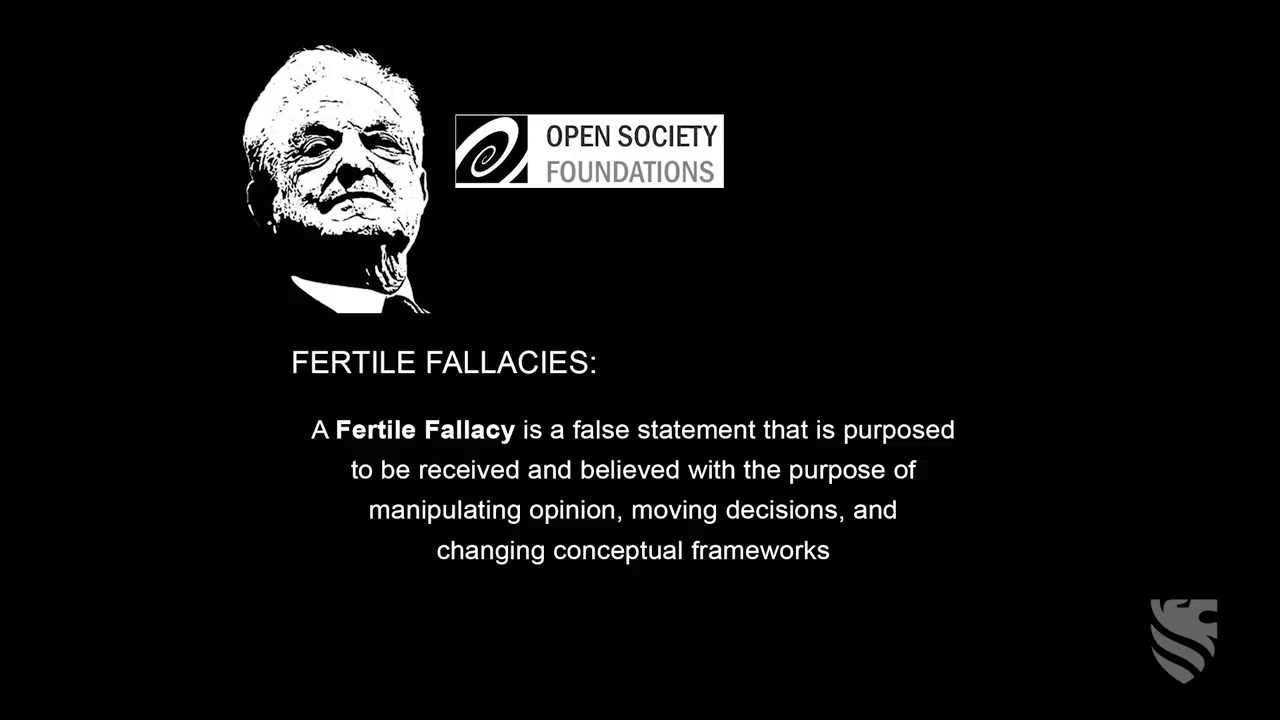 OPEN SOCIETY
FOUNDATIONS
FERTILE FALLACIES:
A Fertile Fallacy is a false statement that is purposed
to be received and believed with the purpose of
manipulating opinion, moving decisions, and
changing conceptual frameworks